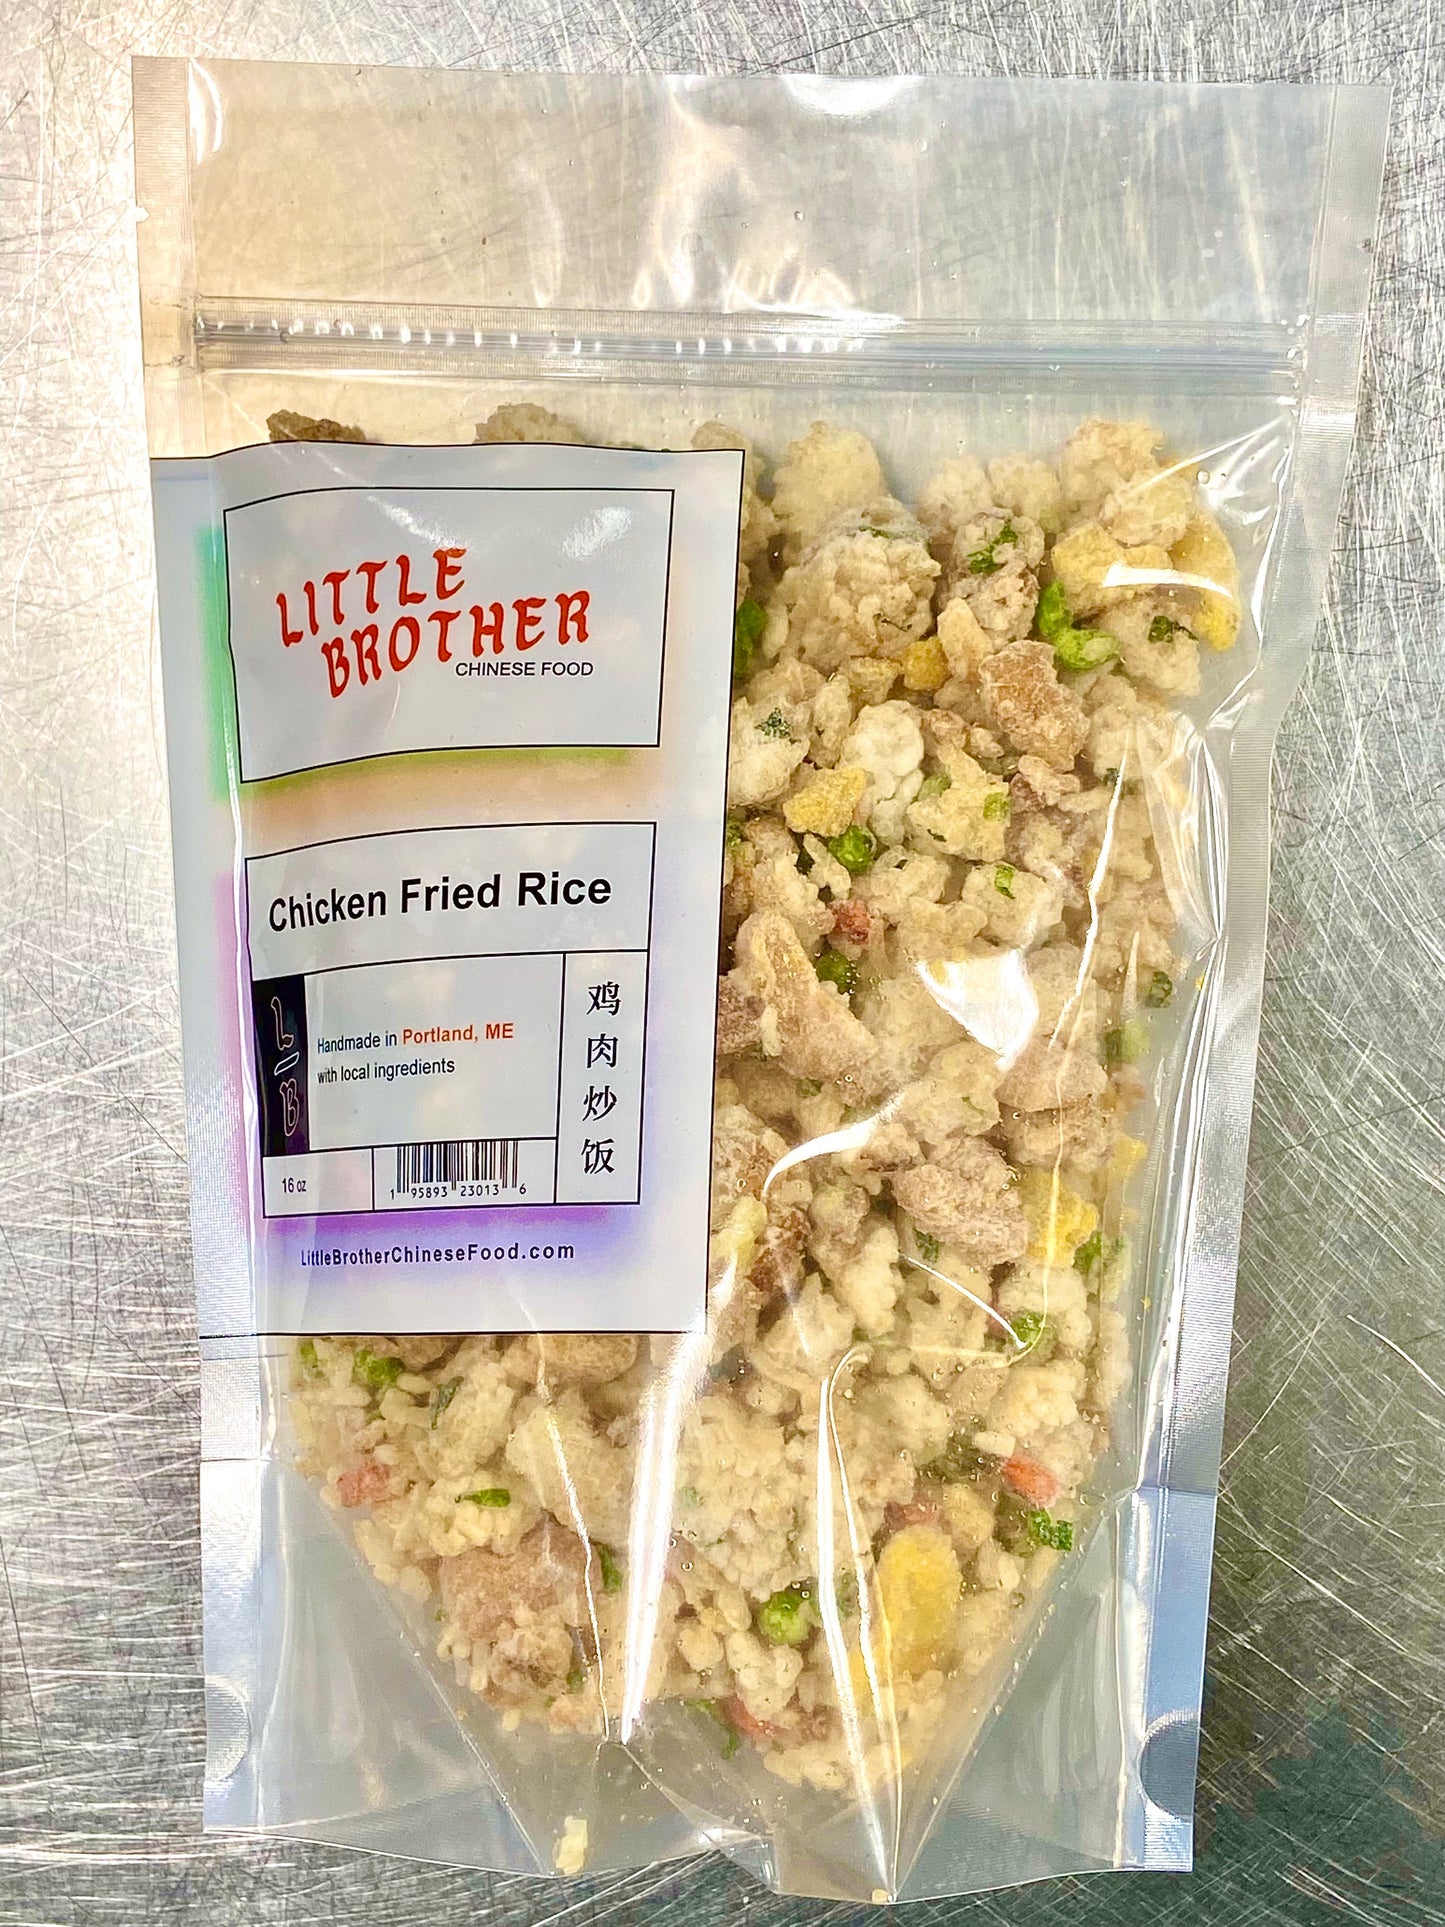 LITTLE
BROTHER
CHINESE FOOD
Chicken Fried Rice
L/B
Handmade in Portland, ME
with local ingredients
鸡
肉
炒
饭
16 oz
1 95893 23013 6
LittleBrotherChineseFood.com